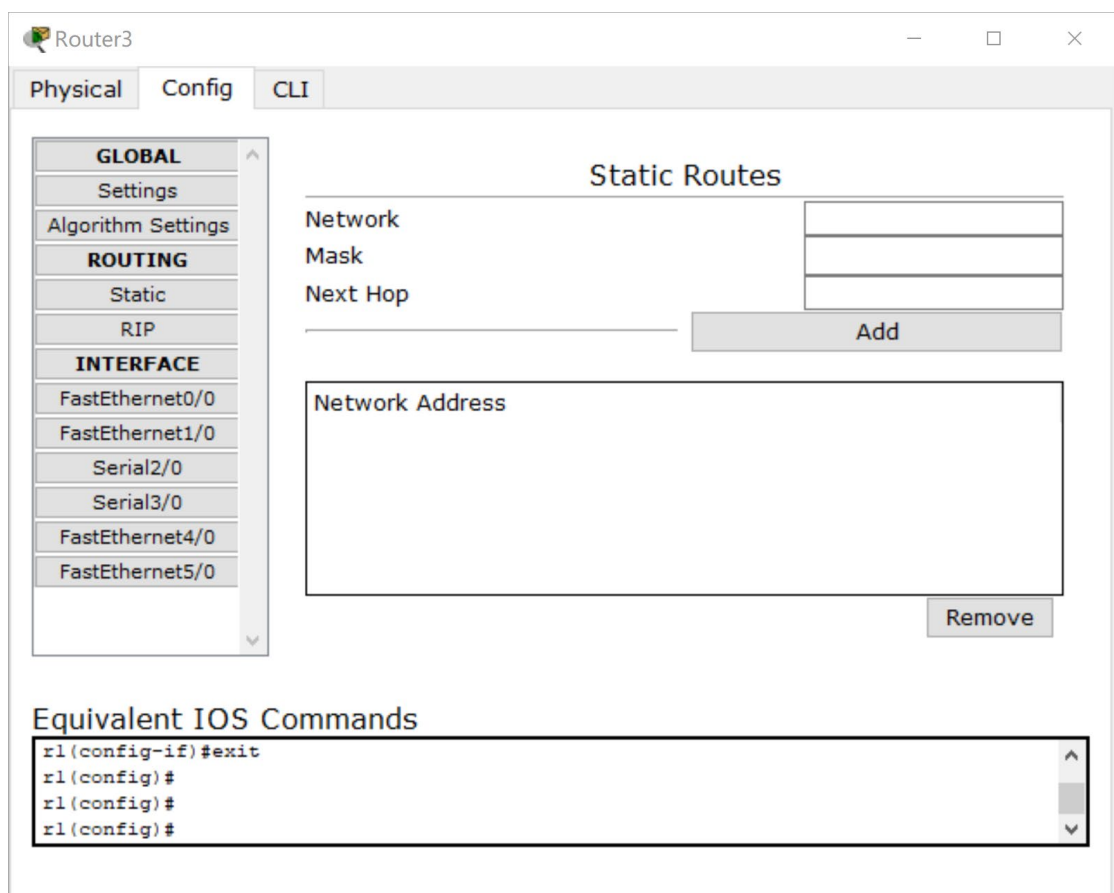 Router3
Physical Config CLI
GLOBAL
Settings
Algorithm Settings
ROUTING
Static
RIP
INTERFACE
FastEthernet0/0
FastEthernet1/0
Serial2/0
Serial3/0
FastEthernet4/0
FastEthernet5/0
Static Routes
Network
Mask
Next Hop
Add
Network Address
Remove
Equivalent IOS Commands
r1(config-if)#exit
r1(config)#
r1(config)#
r1(config)#